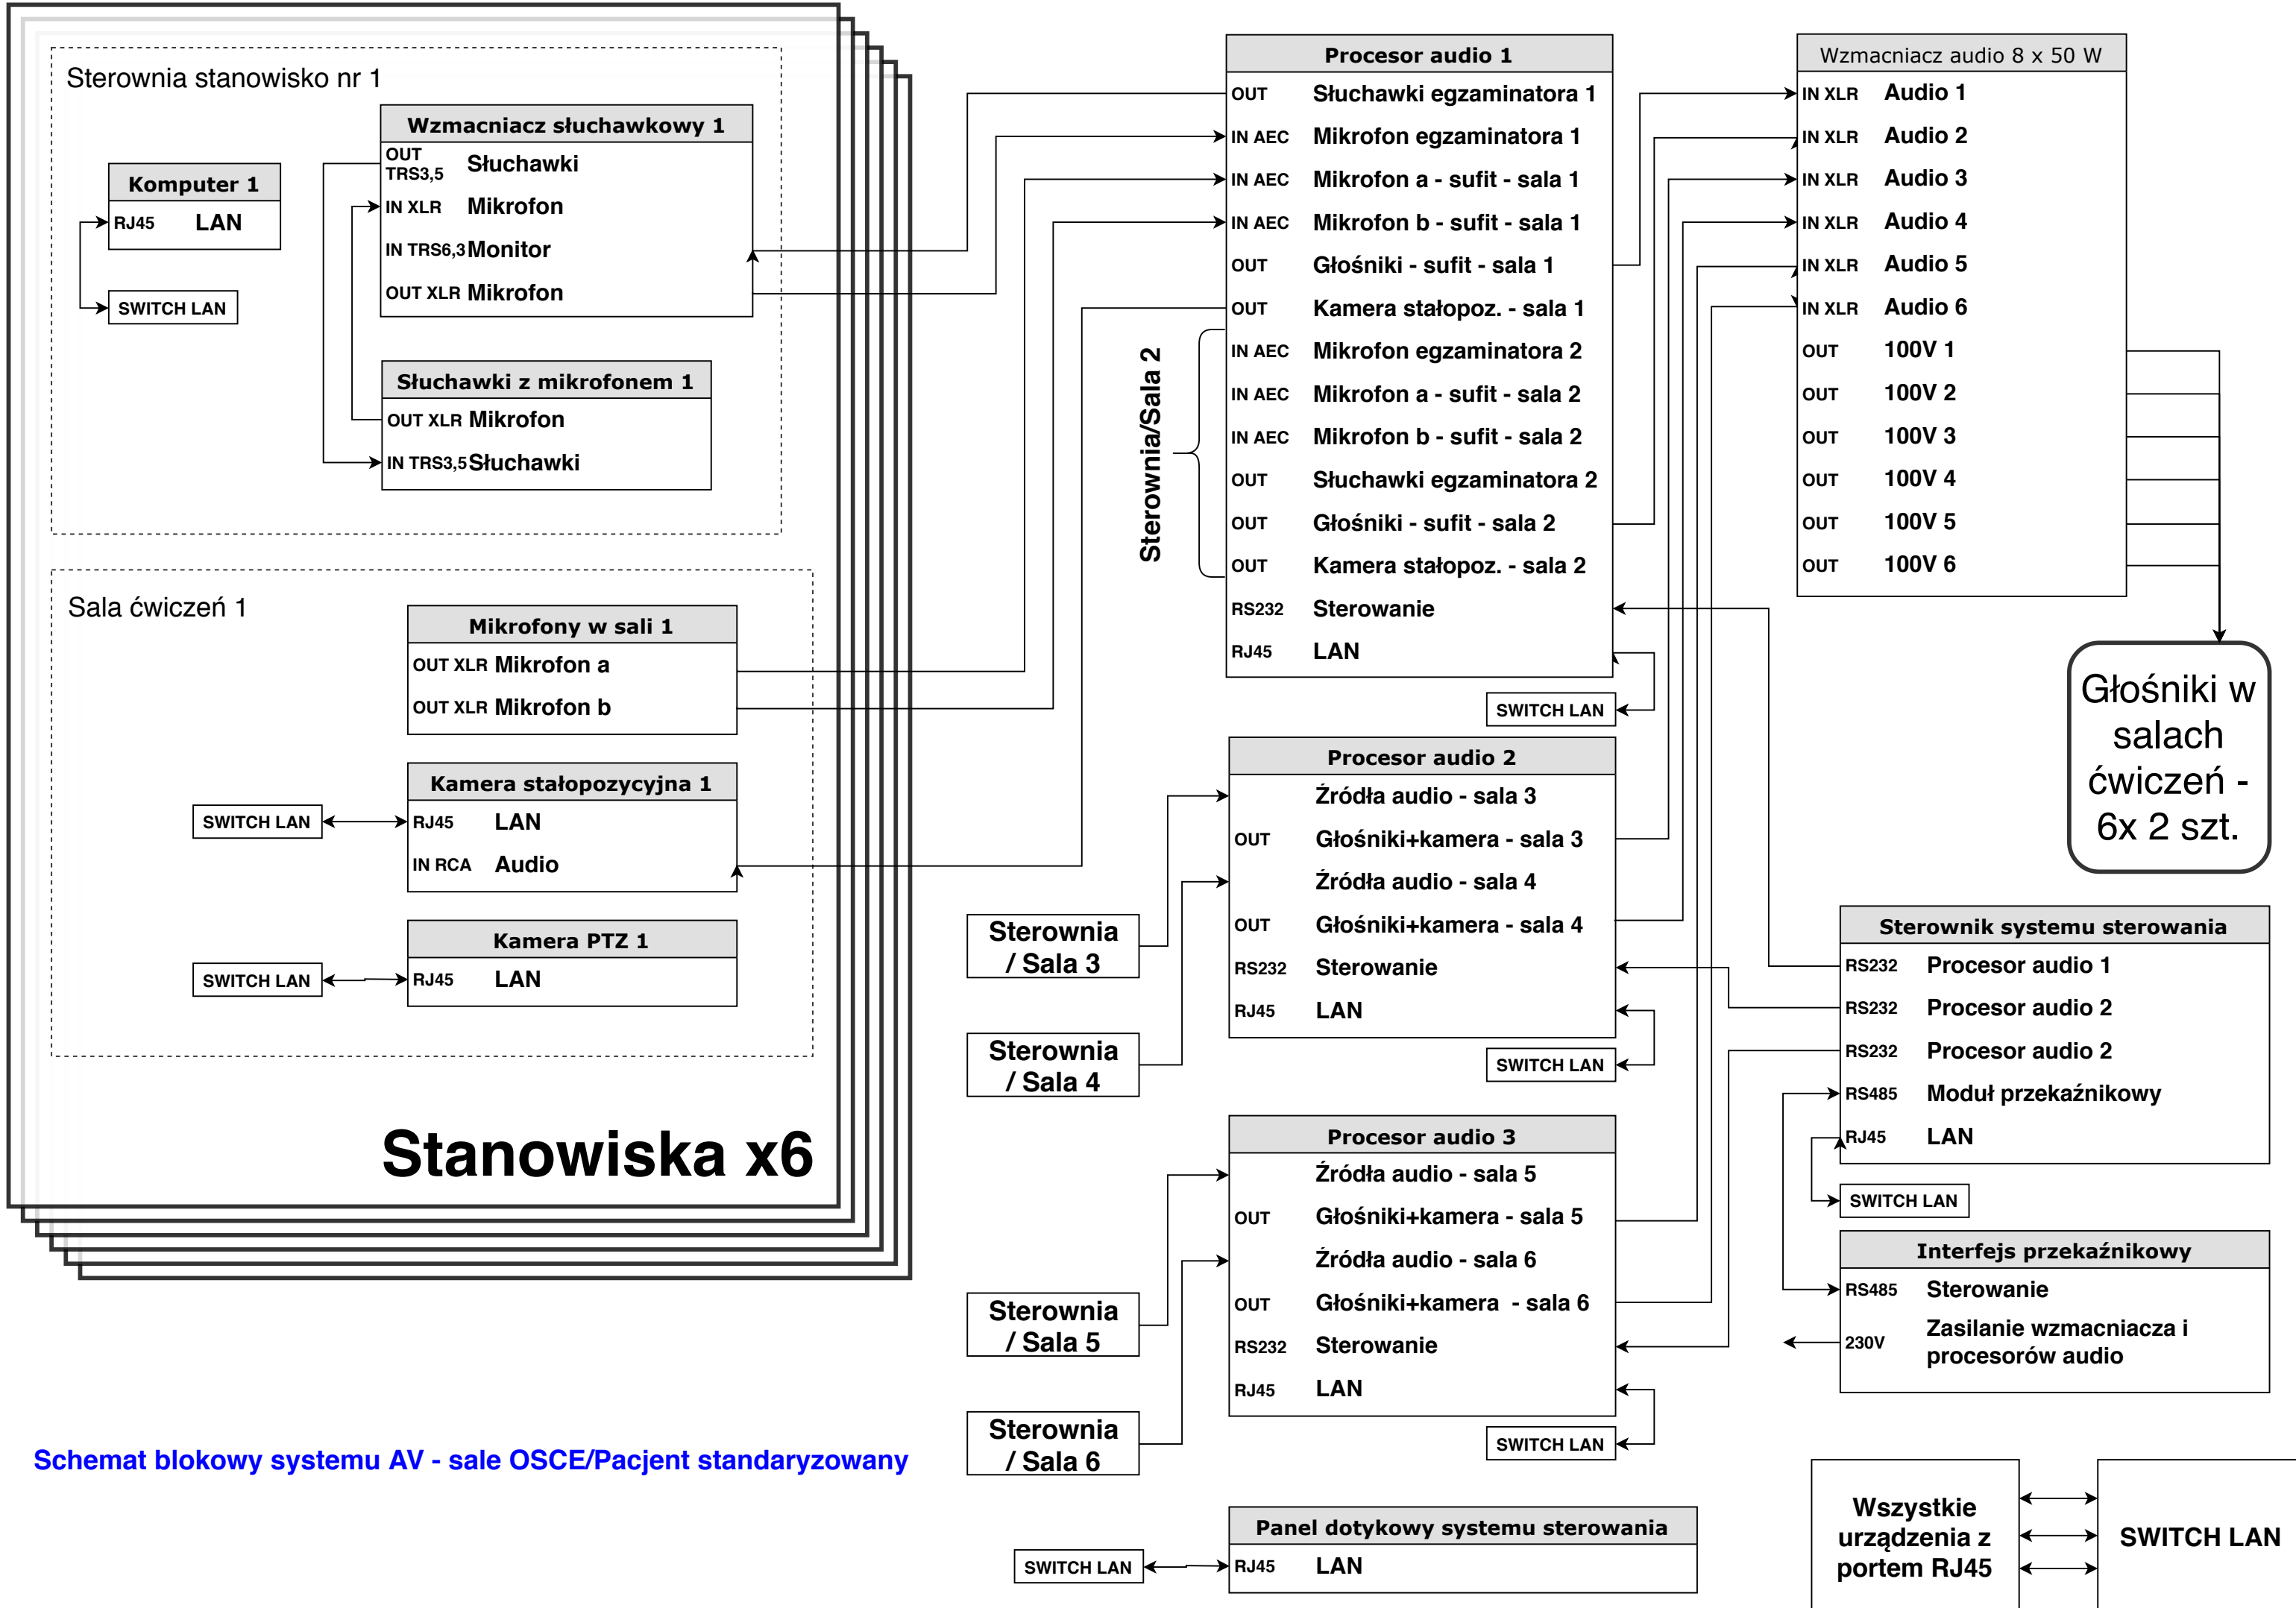 Sterownia stanowisko nr 1
Wzmacniacz słuchawkowy 1
OUT
TRS3,5 Słuchawki
IN XLR Mikrofon
IN TRS6,3 Monitor
OUT XLR Mikrofon
Komputer 1
RJ45 LAN
SWITCH LAN
Słuchawki z mikrofonem 1
OUT XLR Mikrofon
IN TRS3,5 Słuchawki
Sala ćwiczeń 1
Mikrofony w sali 1
OUT XLR Mikrofon a
OUT XLR Mikrofon b
Kamera stałopozycyjna 1
SWITCH LAN RJ45 LAN
IN RCA Audio
Kamera PTZ 1
SWITCH LAN RJ45 LAN
Stanowiska x6
Schemat blokowy systemu AV - sale OSCE/Pacjent standaryzowany
Procesor audio 1
OUT Słuchawki egzaminatora 1
IN AEC Mikrofon egzaminatora 1
IN AEC Mikrofon a - sufit - sala 1
IN AEC Mikrofon b - sufit - sala 1
OUT Głośniki - sufit - sala 1
OUT Kamera stałopoz. - sala 1
Sterownia/Sala 2
IN AEC Mikrofon egzaminatora 2
IN AEC Mikrofon a - sufit - sala 2
IN AEC Mikrofon b - sufit - sala 2
OUT Słuchawki egzaminatora 2
OUT Głośniki - sufit - sala 2
OUT Kamera stałopoz. - sala 2
RS232 Sterowanie
RJ45 LAN
SWITCH LAN
Procesor audio 2
Źródła audio - sala 3
OUT Głośniki+kamera - sala 3
Źródła audio - sala 4
OUT Głośniki+kamera - sala 4
RS232 Sterowanie
RJ45 LAN
SWITCH LAN
Sterownia
/ Sala 3
Sterownia
/ Sala 4
Procesor audio 3
Źródła audio - sala 5
OUT Głośniki+kamera - sala 5
Źródła audio - sala 6
OUT Głośniki+kamera - sala 6
RS232 Sterowanie
RJ45 LAN
SWITCH LAN
Sterownia
/ Sala 5
Sterownia
/ Sala 6
Panel dotykowy systemu sterowania
SWITCH LAN RJ45 LAN
Wzmacniacz audio 8 x 50 W
IN XLR Audio 1
IN XLR Audio 2
IN XLR Audio 3
IN XLR Audio 4
IN XLR Audio 5
IN XLR Audio 6
OUT 100V 1
OUT 100V 2
OUT 100V 3
OUT 100V 4
OUT 100V 5
OUT 100V 6
Głośniki w
salach
ćwiczeń -
6x 2 szt.
Sterownik systemu sterowania
RS232 Procesor audio 1
RS232 Procesor audio 2
RS232 Procesor audio 2
RS485 Moduł przekaźnikowy
RJ45 LAN
SWITCH LAN
Interfejs przekaźnikowy
RS485 Sterowanie
230V Zasilanie wzmacniacza i
procesorów audio
Wszystkie
urządzenia z
portem RJ45
SWITCH LAN